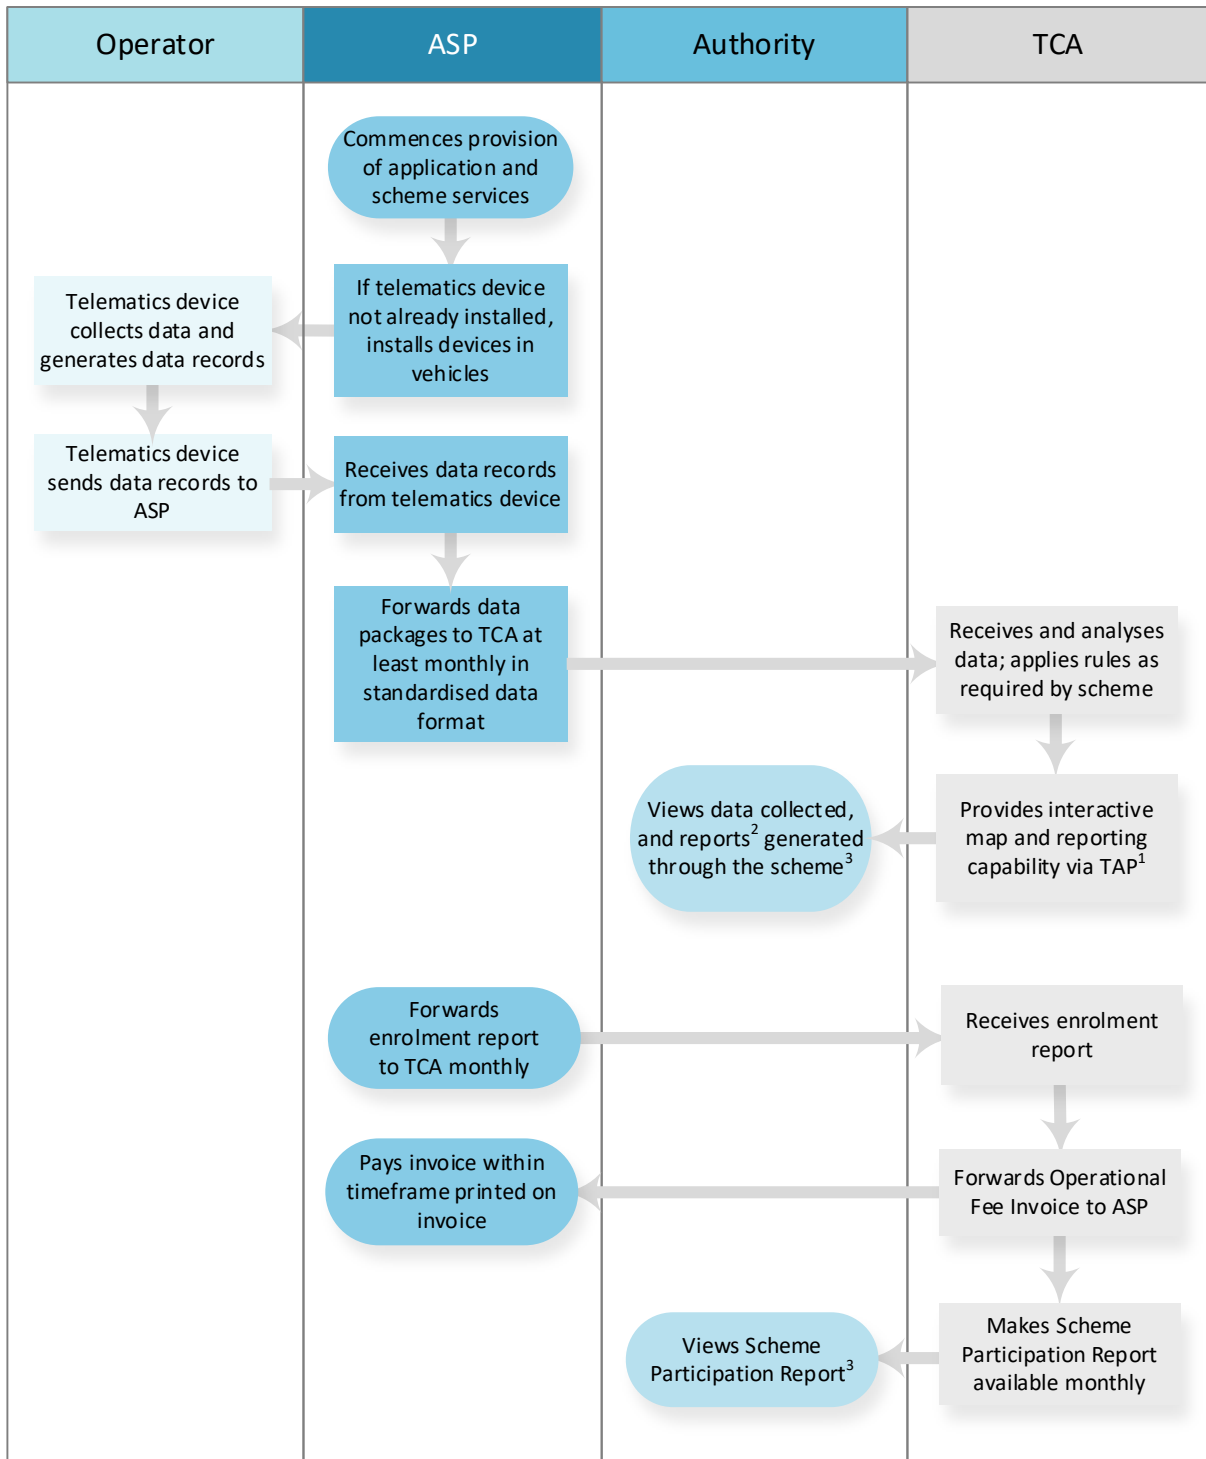 Operator
ASP
Authority
TCA
Commences provision
of application and
scheme services
Telematics device
collects data and
generates data records
If telematics device
not already installed,
installs devices in
vehicles
Telematics device
sends data records to
ASP
Receives data records
from telematics device
Forwards data
packages to TCA at
least monthly in
standardised data
format
Receives and analyses
data; applies rules as
required by scheme
Views data collected,
and reports² generated
through the scheme³
Provides interactive
map and reporting
capability via TAP¹
Forwards
enrolment report
to TCA monthly
Receives enrolment
report
Pays invoice within
timeframe printed on
invoice
Forwards Operational
Fee Invoice to ASP
Views Scheme
Participation Report³
Makes Scheme
Participation Report
available monthly